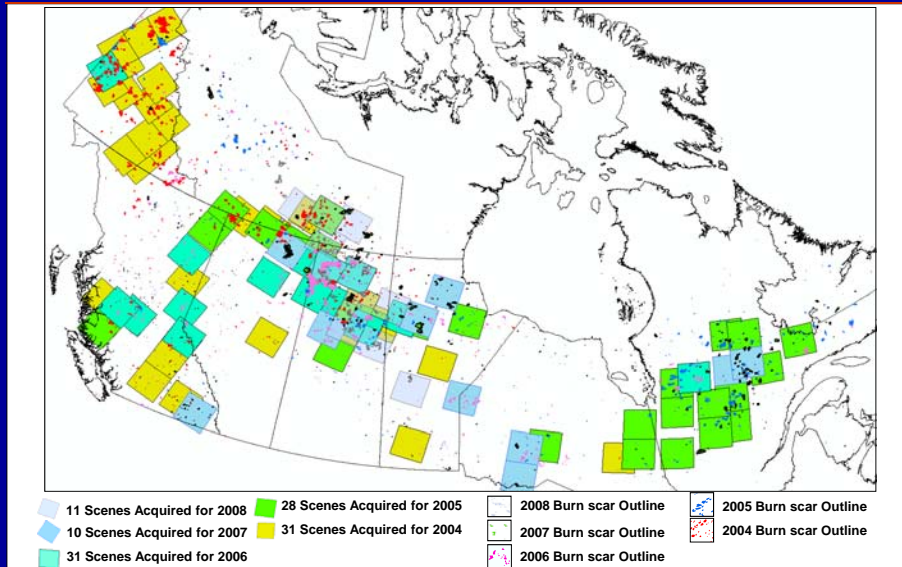 11 Scenes Acquired for 2008
10 Scenes Acquired for 2007
31 Scenes Acquired for 2006
28 Scenes Acquired for 2005
31 Scenes Acquired for 2004
2008 Burn scar Outline
2007 Burn scar Outline
2006 Burn scar Outline
2005 Burn scar Outline
2004 Burn scar Outline